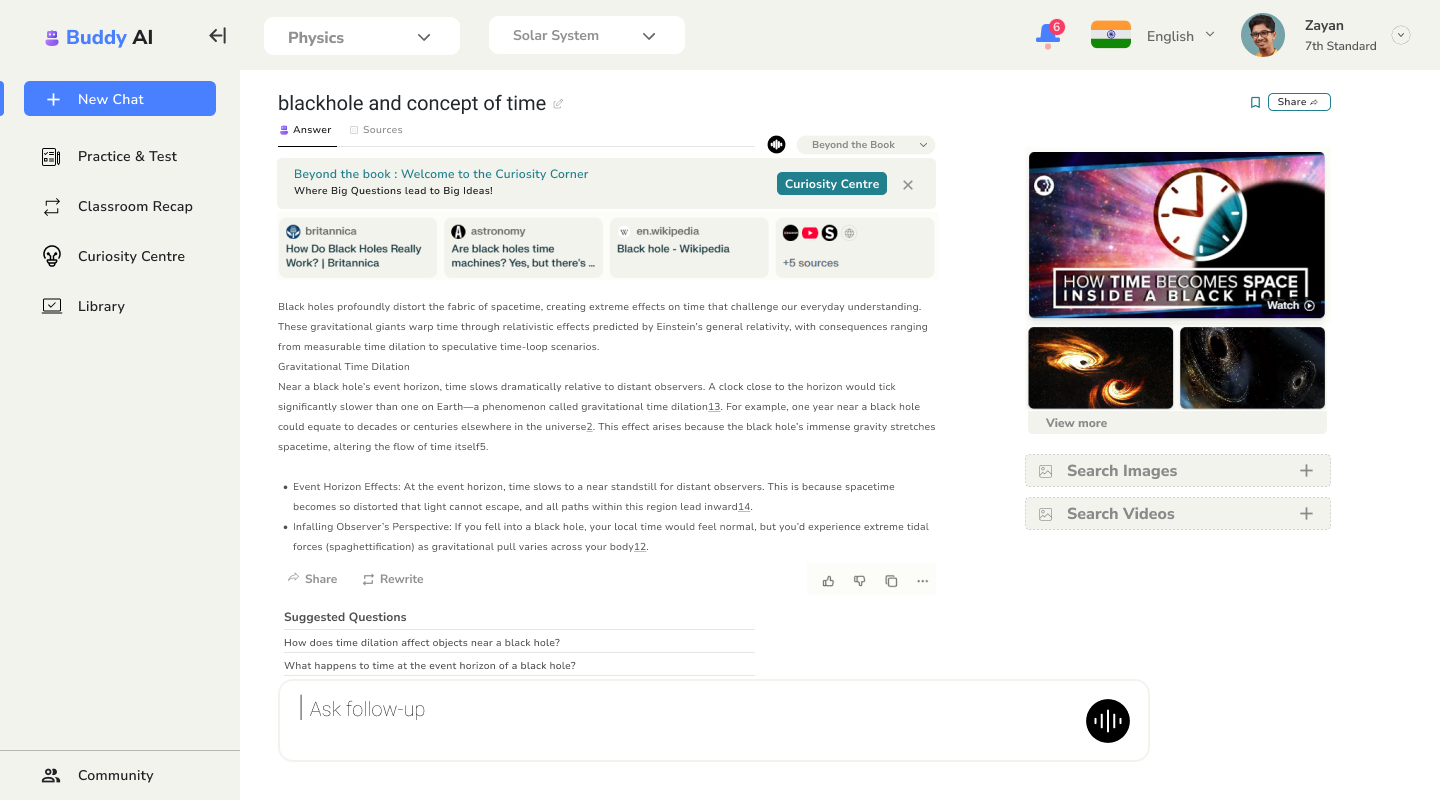 Buddy AI
Physics
Solar System
6
English
Zayan
7th Standard
New Chat
Practice & Test
Classroom Recap
Curiosity Centre
Library
Community
blackhole and concept of time
Share
Answer
Sources
Beyond the Book
Beyond the book : Welcome to the Curiosity Corner
Where Big Questions lead to Big Ideas!
Curiosity Centre
britannica
How Do Black Holes Really
Work? | Britannica
astronomy
Are black holes time
machines? Yes, but there's ...
W
en.wikipedia
Black hole - Wikipedia
S
+5 sources
Black holes profoundly distort the fabric of spacetime, creating extreme effects on time that challenge our everyday understanding.
These gravitational giants warp time through relativistic effects predicted by Einstein's general relativity, with consequences ranging
from measurable time dilation to speculative time-loop scenarios.
Gravitational Time Dilation
Near a black hole's event horizon, time slows dramatically relative to distant observers. A clock close to the horizon would tick
significantly slower than one on Earth—a phenomenon called gravitational time dilation13. For example, one year near a black hole
could equate to decades or centuries elsewhere in the universe2. This effect arises because the black hole's immense gravity stretches
spacetime, altering the flow of time itself5.
• Event Horizon Effects: At the event horizon, time slows to a near standstill for distant observers. This is because spacetime
becomes so distorted that light cannot escape, and all paths within this region lead inward14.
• Infalling Observer's Perspective: If you fell into a black hole, your local time would feel normal, but you'd experience extreme tidal
forces (spaghettification) as gravitational pull varies across your body12.
Share
Rewrite
Suggested Questions
How does time dilation affect objects near a black hole?
What happens to time at the event horizon of a black hole?
Ask follow-up
HOW TIME BECOMES SPACE
INSIDE A BLACK HOLE
Watch
View more
Search Images
Search Videos